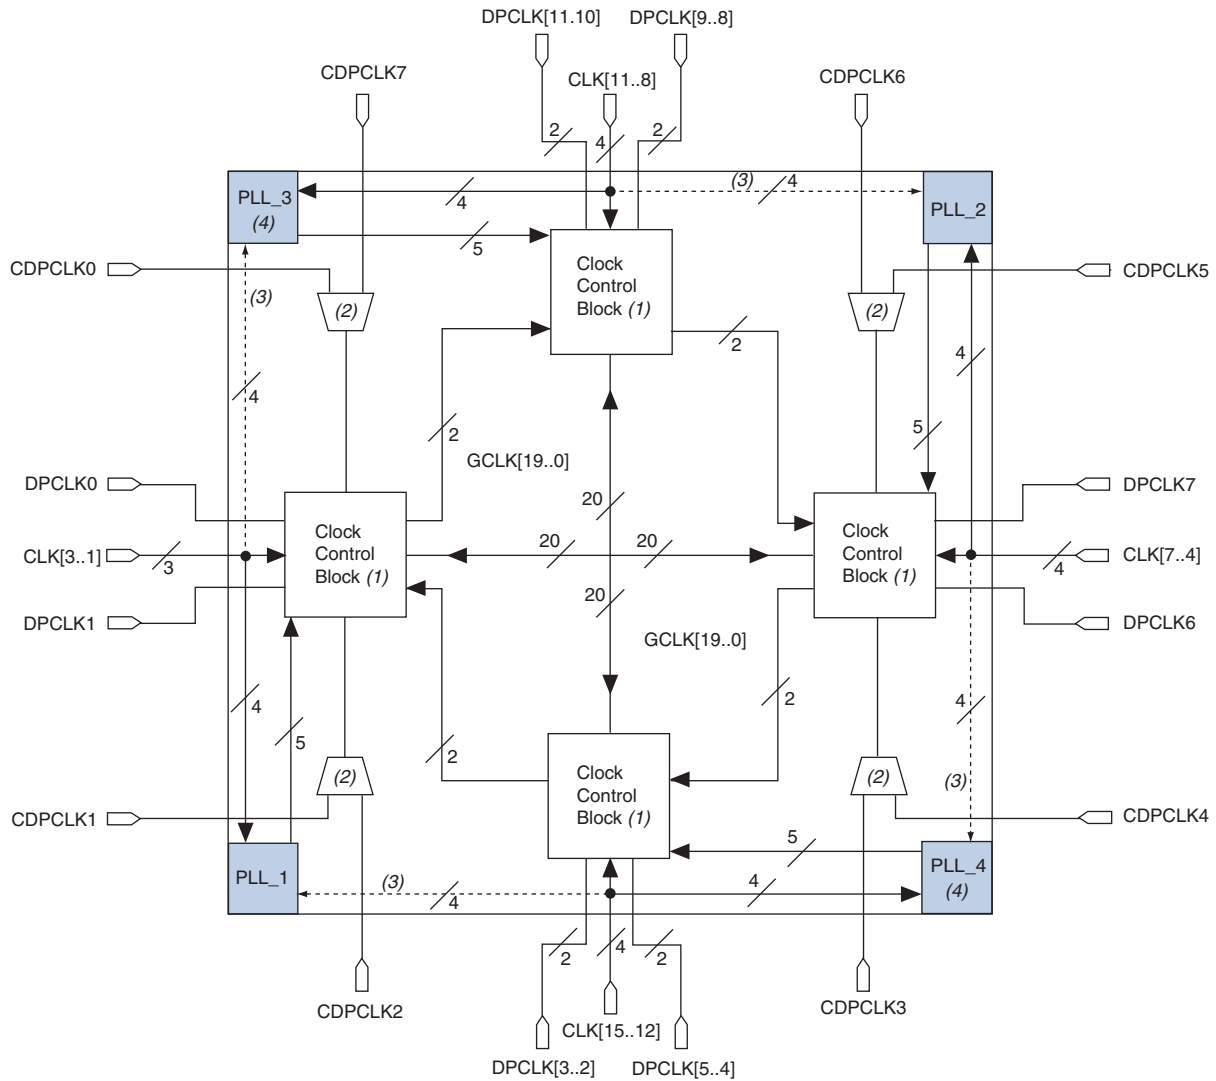 DPCLK[11.10]
DPCLK[9..8]
CDPCLK7
CLK[11..8]
CDPCLK6
2
4
2
PLL_3
(4)
4
(3)
4
PLL_2
5
CDPCLK0
(3)
(2)
Clock
Control
Block (1)
(2)
CDPCLK5
2
4
4
2
5
GCLK[19..0]
DPCLK0
20
DPCLK7
CLK[3..1]
3
Clock
Control
Block (1)
20
20
Clock
Control
Block (1)
4
CLK[7..4]
20
DPCLK1
GCLK[19..0]
DPCLK6
4
5
2
2
4
(2)
Clock
Control
Block (1)
(2)
(3)
CDPCLK1
CDPCLK4
5
PLL_1
(3)
4
4
PLL_4
(4)
2
4
2
CDPCLK2
CLK[15..12]
CDPCLK3
DPCLK[3..2]
DPCLK[5..4]